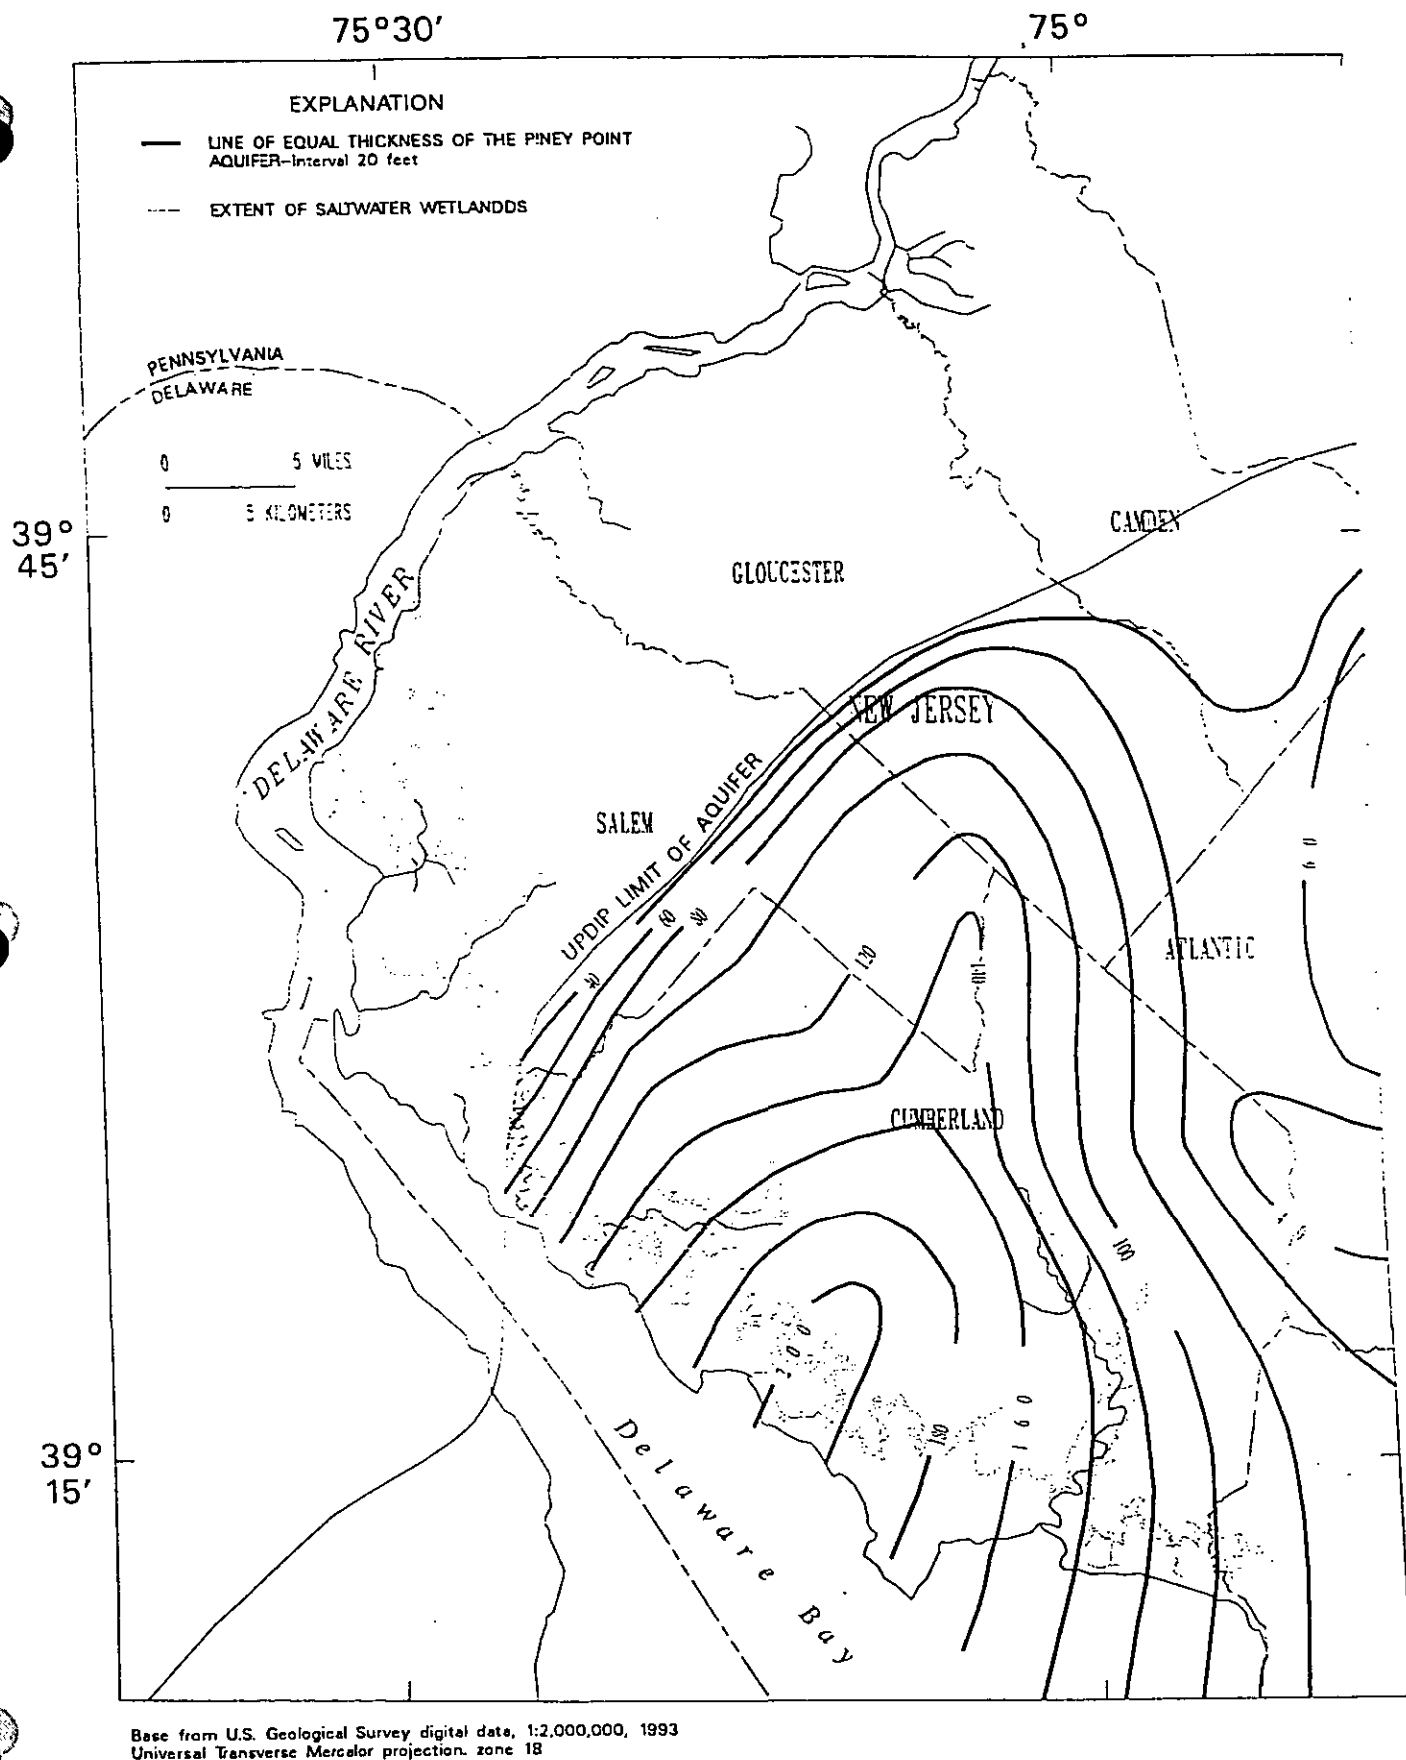 75°30'
75°
EXPLANATION
LINE OF EQUAL THICKNESS OF THE PINEY POINT
AQUIFER-Interval 20 feet
EXTENT OF SALTWATER WETLANDDS
PENNSYLVANIA
DELAWARE
0 5 MILES
0 5 KILOMETERS
39°
45'
CAMDEN
GLOUCESTER
DELAWARE RIVER
NEW JERSEY
SALEM
UPDIP LIMIT OF AQUIFER
60
80
40
120
140
ATLANTIC
CUMBERLAND
100
200
180
160
39°
15'
Delaware Bay
Base from U.S. Geological Survey digital data, 1:2,000,000, 1993
Universal Transverse Mercalor projection. zone 18